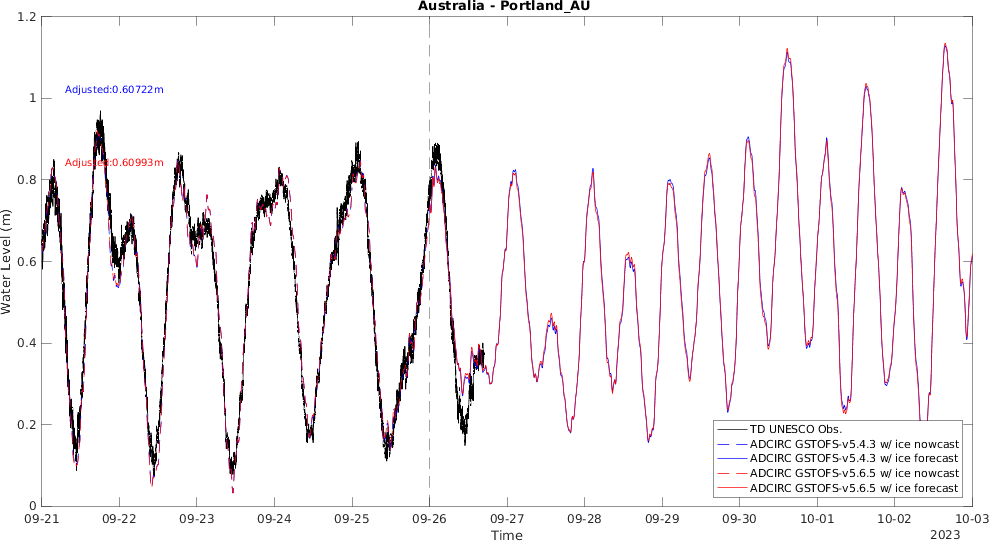 Australia - Portland_AU
1.2
1
0.8
0.6
0.4
0.2
0
Water Level (m)
Adjusted:0.60722m
Adjusted:0.60993m
TD UNESCO Obs.
ADCIRC GSTOFS-v5.4.3 w/ ice nowcast
ADCIRC GSTOFS-v5.4.3 w/ ice forecast
ADCIRC GSTOFS-v5.6.5 w/ ice nowcast
ADCIRC GSTOFS-v5.6.5 w/ ice forecast
09-21 09-22 09-23 09-24 09-25 09-26 09-27 09-28 09-29 09-30 10-01 10-02 10-03
Time
2023